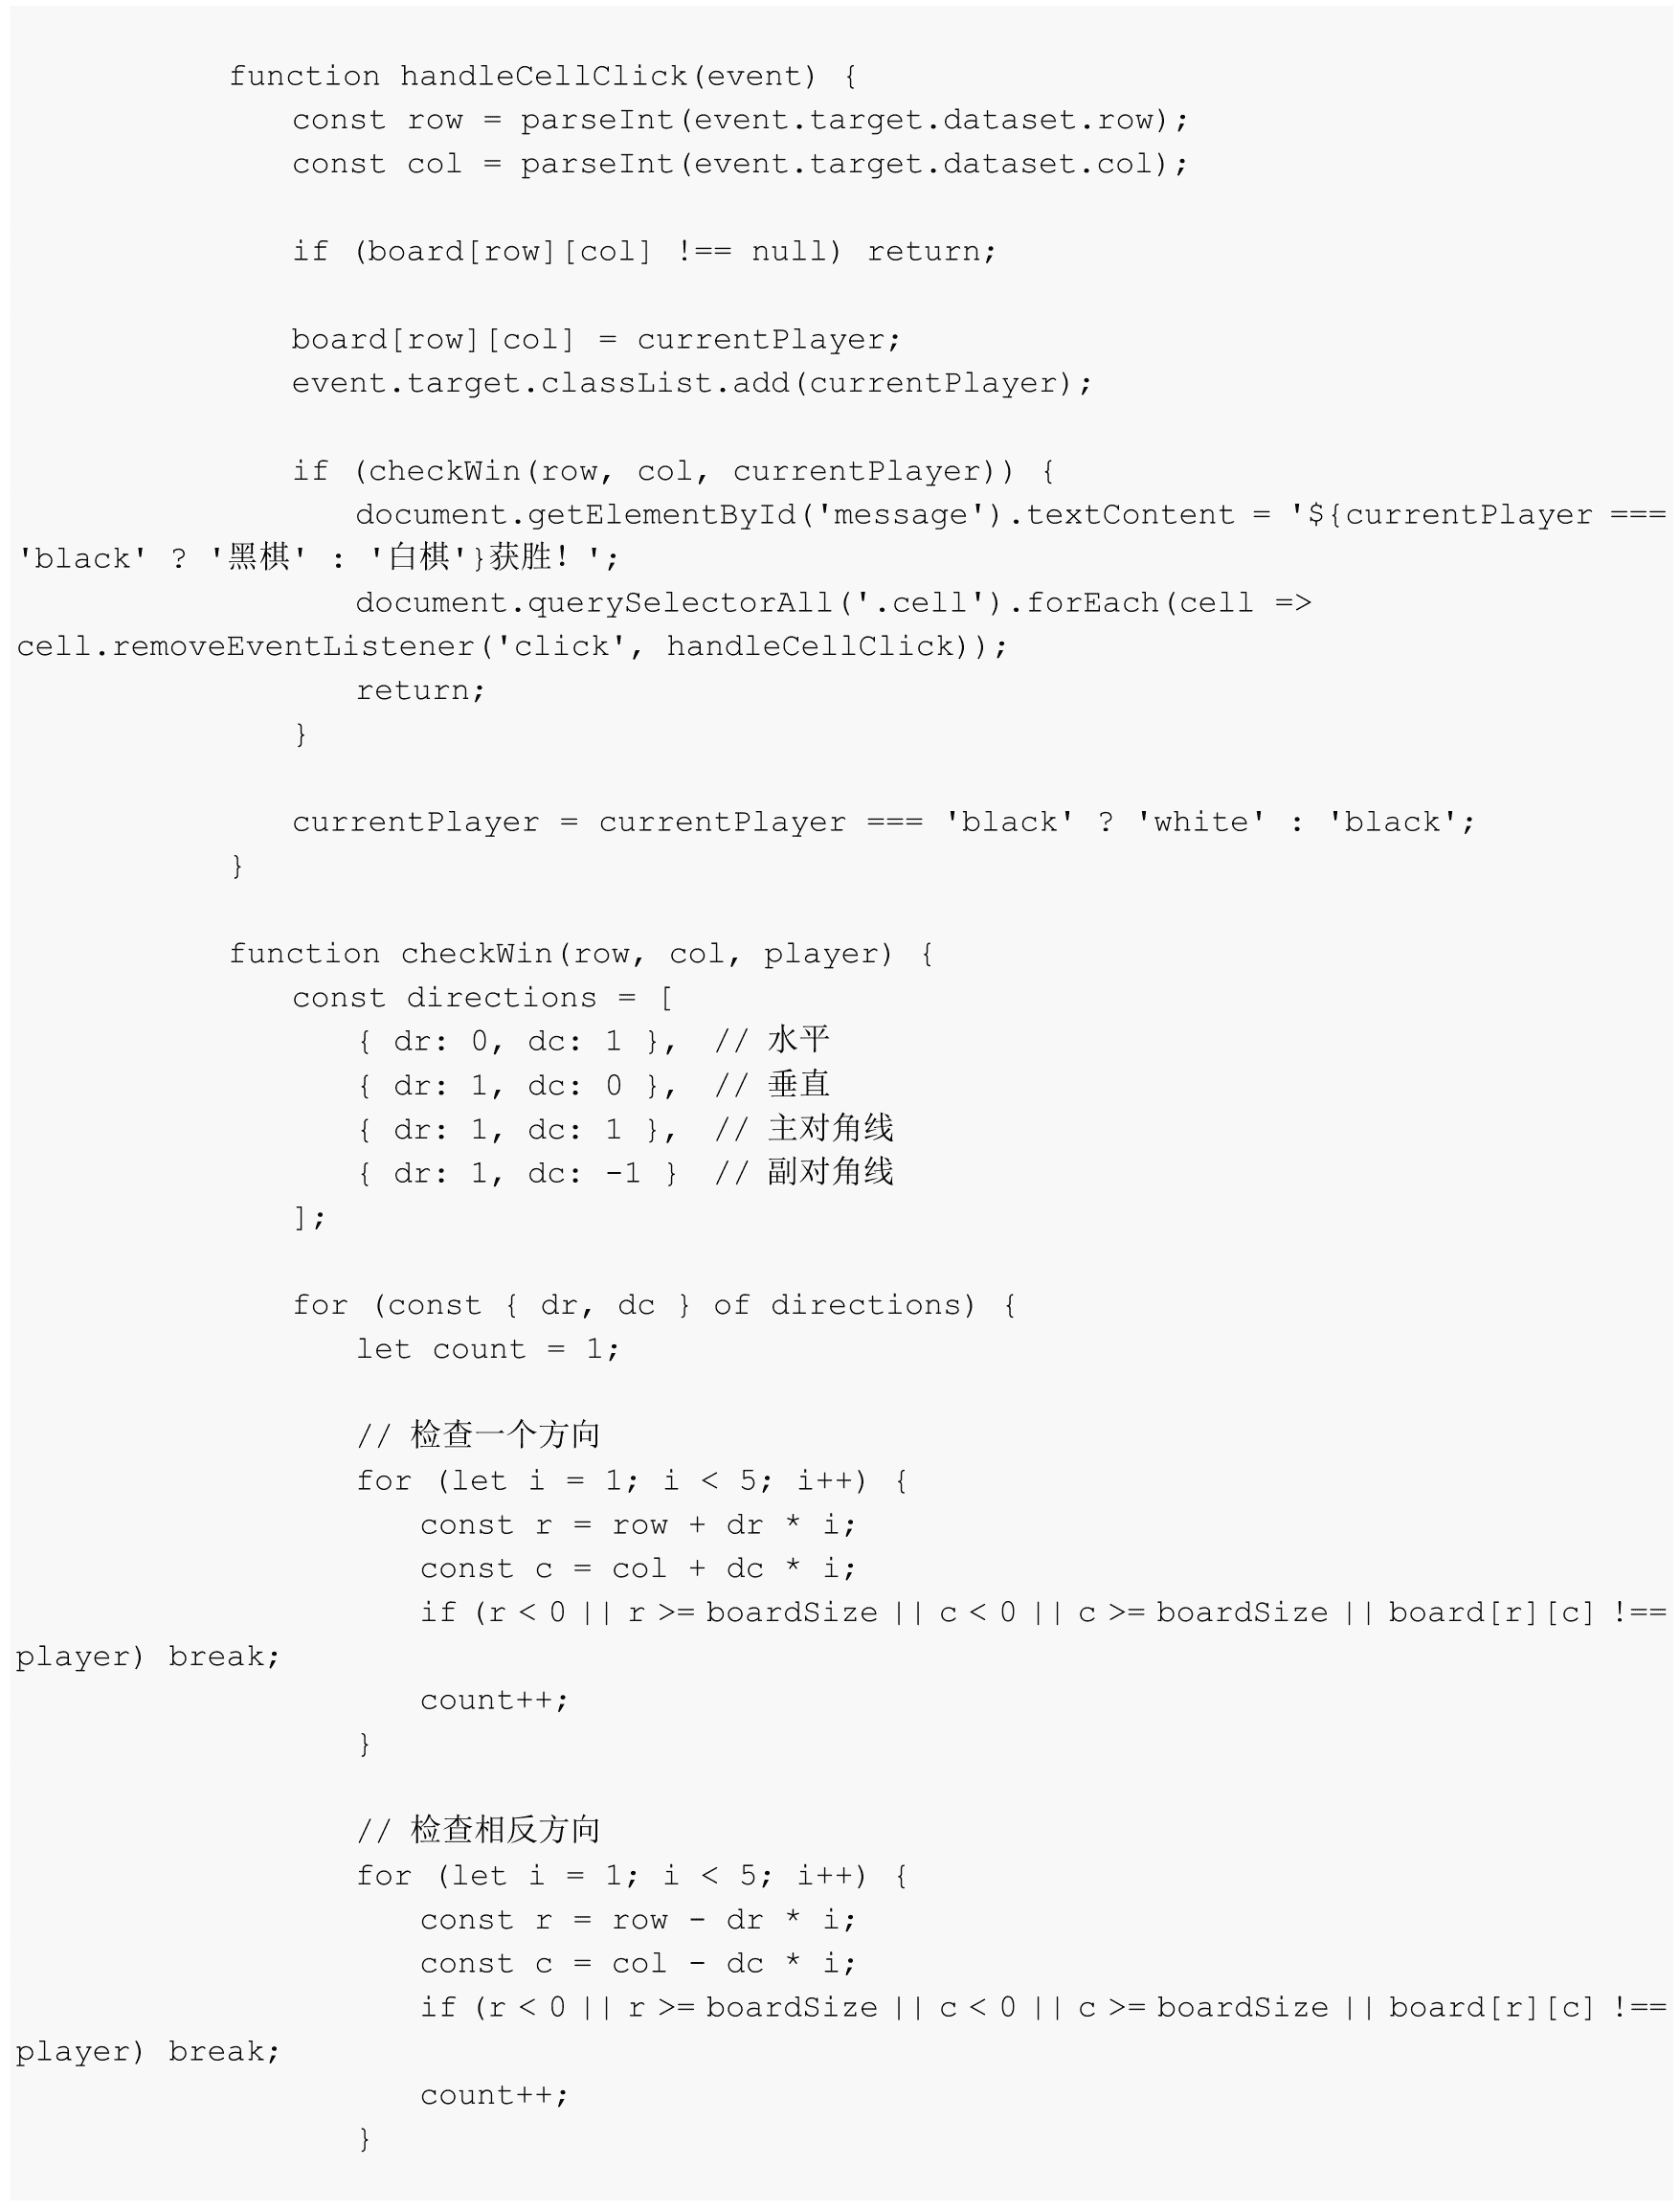 function handleCellClick(event) {
const row = parseInt(event.target.dataset.row);
const col = parseInt(event.target.dataset.col);
if (board[row][col] !== null) return;
board[row][col] = currentPlayer;
event.target.classList.add(currentPlayer);
if (checkWin(row, col, currentPlayer)) {
document.getElementById('message').textContent = '${currentPlayer ===
'black' ? '黑棋' : '白棋'}获胜! ';
document.querySelectorAll('.cell').forEach(cell =>
cell.removeEventListener('click', handleCellClick));
return;
}
currentPlayer = currentPlayer === 'black' ? 'white' : 'black';
}
function checkWin(row, col, player) {
const directions = [
{ dr: 0, dc: 1 }, // 水平
{ dr: 1, dc: 0 }, // 垂直
{ dr: 1, dc: 1 }, // 主对角线
{ dr: 1, dc: -1 } // 副对角线
];
for (const { dr, dc } of directions) {
let count = 1;
// 检查一个方向
for (let i = 1; i < 5; i++) {
const r = row + dr * i;
const c = col + dc * i;
if (r < 0 || r >= boardSize || c < 0 || c >= boardSize || board[r][c] !==
player) break;
count++;
}
// 检查相反方向
for (let i = 1; i < 5; i++) {
const r = row - dr * i;
const c = col - dc * i;
if (r < 0 || r >= boardSize || c < 0 || c >= boardSize || board[r][c] !==
player) break;
count++;
}